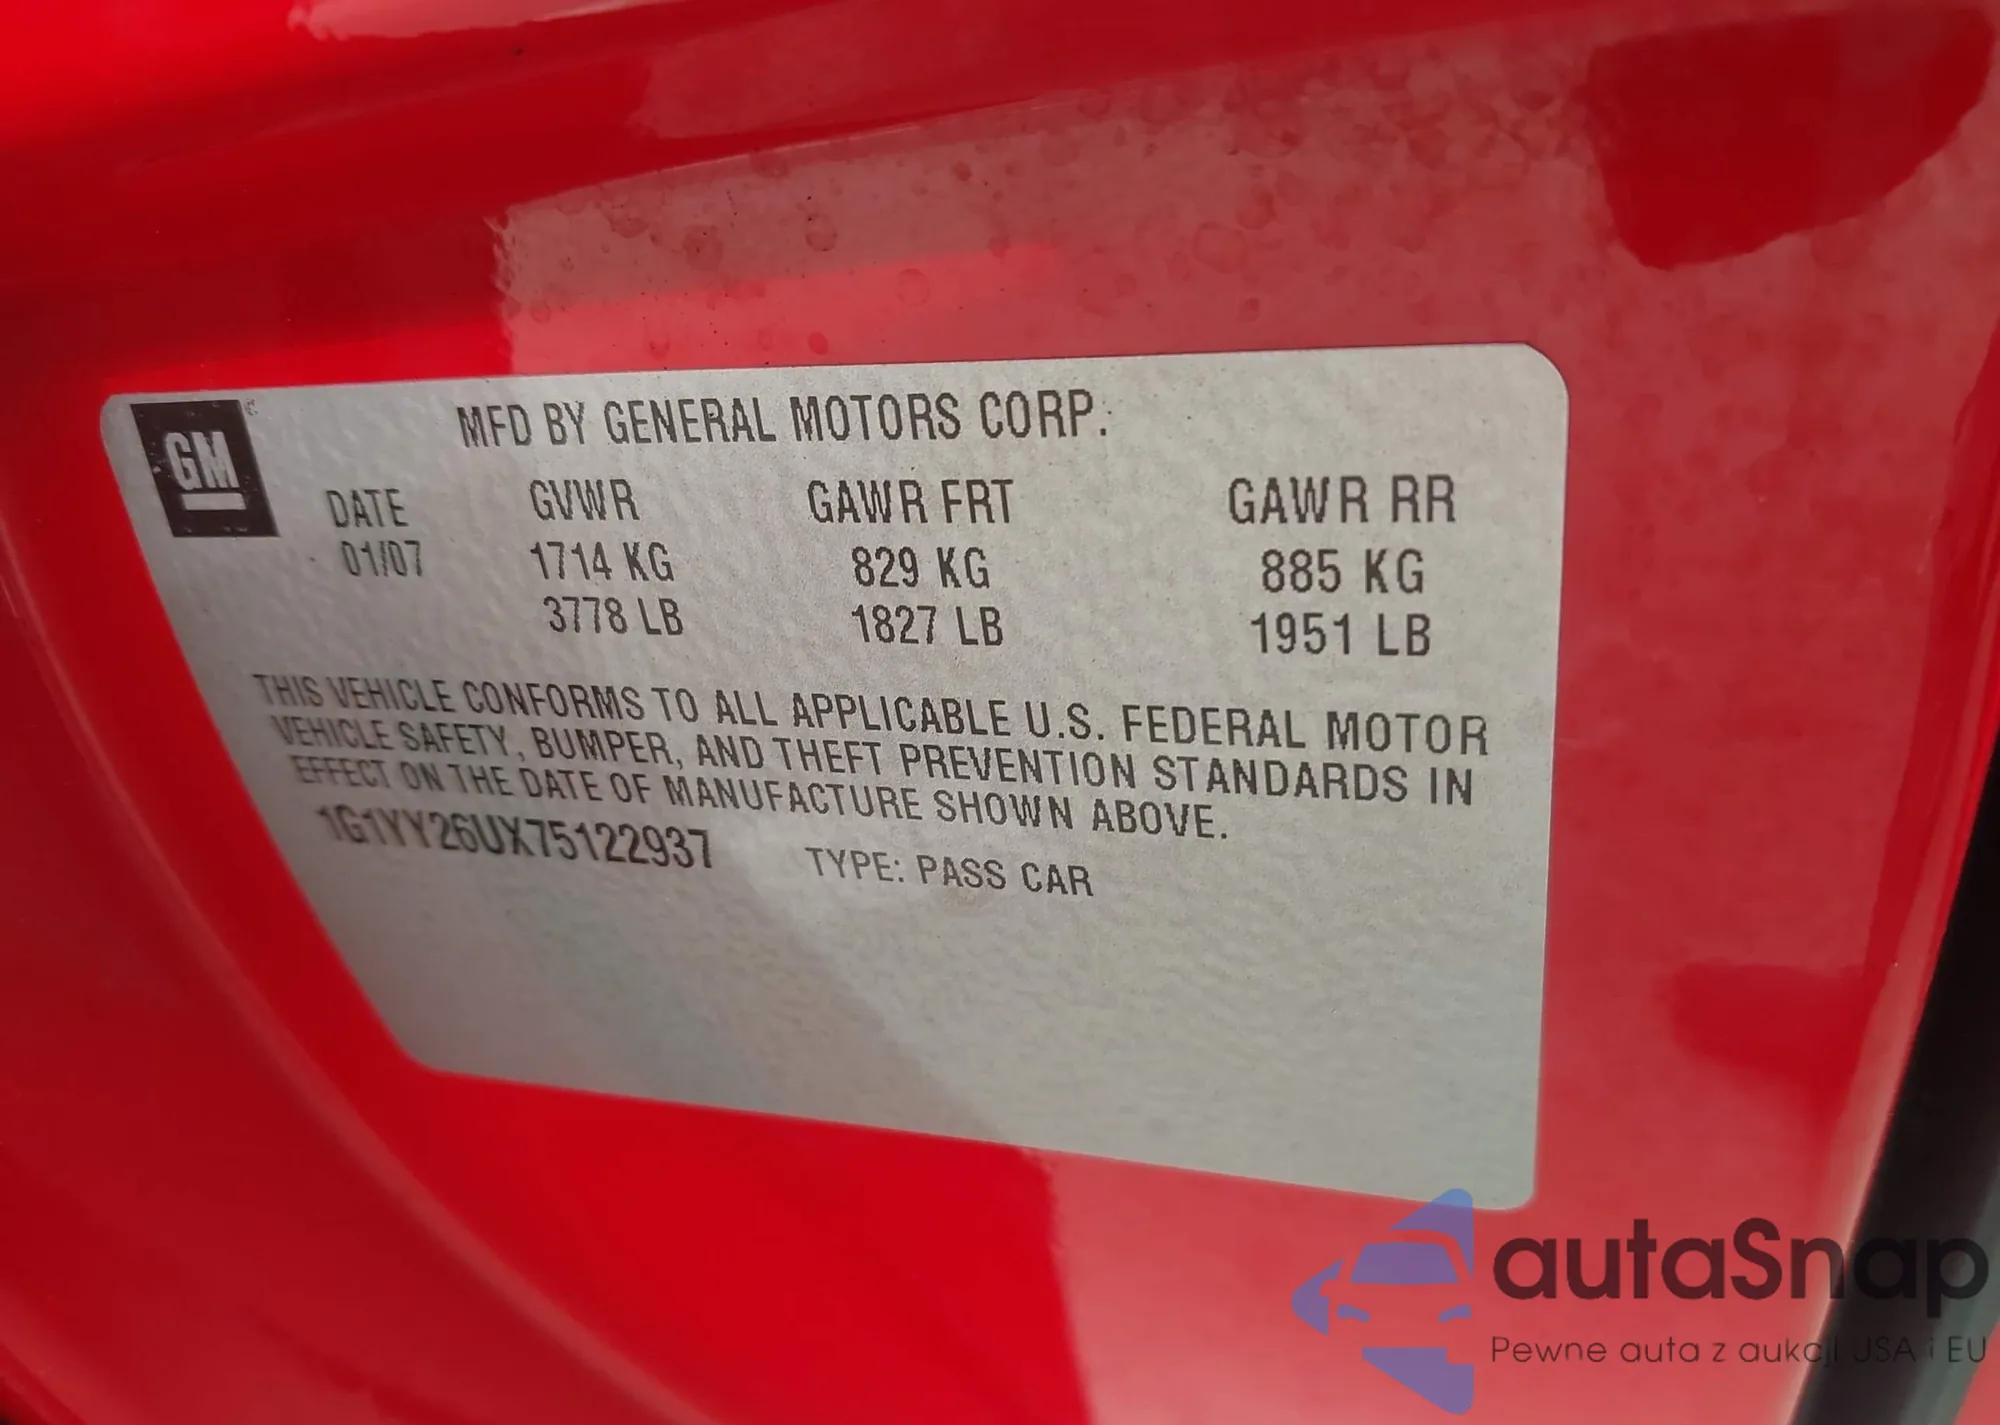 GM
MFD BY GENERAL MOTORS CORP.
DATE GVWR GAWR FRT GAWR RR
01/07 1714 KG 829 KG 885 KG
3778 LB 1827 LB 1951 LB
THIS VEHICLE CONFORMS TO ALL APPLICABLE U.S. FEDERAL MOTOR
VEHICLE SAFETY, BUMPER, AND THEFT PREVENTION STANDARDS IN
EFFECT ON THE DATE OF MANUFACTURE SHOWN ABOVE.
1G1YY26UX75122937 TYPE: PASS CAR
autaSnap
Pewne auta z aukcji USA i EU